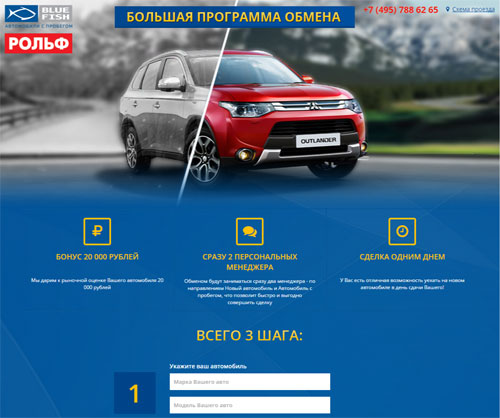 BLUE
FISH
АВТОМОБИЛИ С ПРОБЕГОМ
РОЛЬФ
БОЛЬШАЯ ПРОГРАММА ОБМЕНА
+7 (495) 788 62 65
Схема проезда
OUTLANDER
БОНУС 20 000 РУБЛЕЙ
Мы дарим к рыночной оценке Вашего автомобиля 20
000 рублей
СРАЗУ 2 ПЕРСОНАЛЬНЫХ
МЕНЕДЖЕРА
Обменом будут заниматься сразу два менеджера - по
направлениям Новый автомобиль и Автомобиль с
пробегом, что позволит быстро и выгодно
совершить сделку
СДЕЛКА ОДНИМ ДНЕМ
У Вас есть отличная возможность уехать на новом
автомобиле в день сдачи Вашего!
ВСЕГО 3 ШАГА:
1
Укажите ваш автомобиль
Марка Вашего авто
Модель Вашего авто